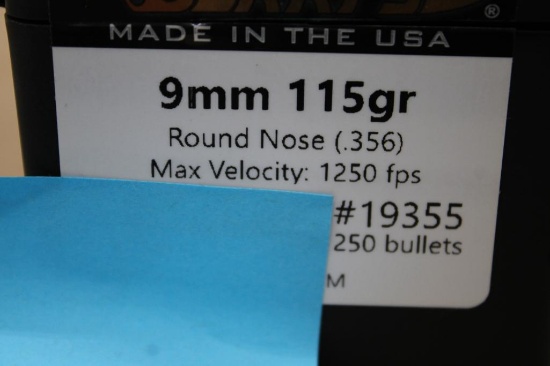 ®
MADE IN THE USA
9mm 115gr
Round Nose (.356)
Max Velocity: 1250 fps
#19355
250 bullets
M